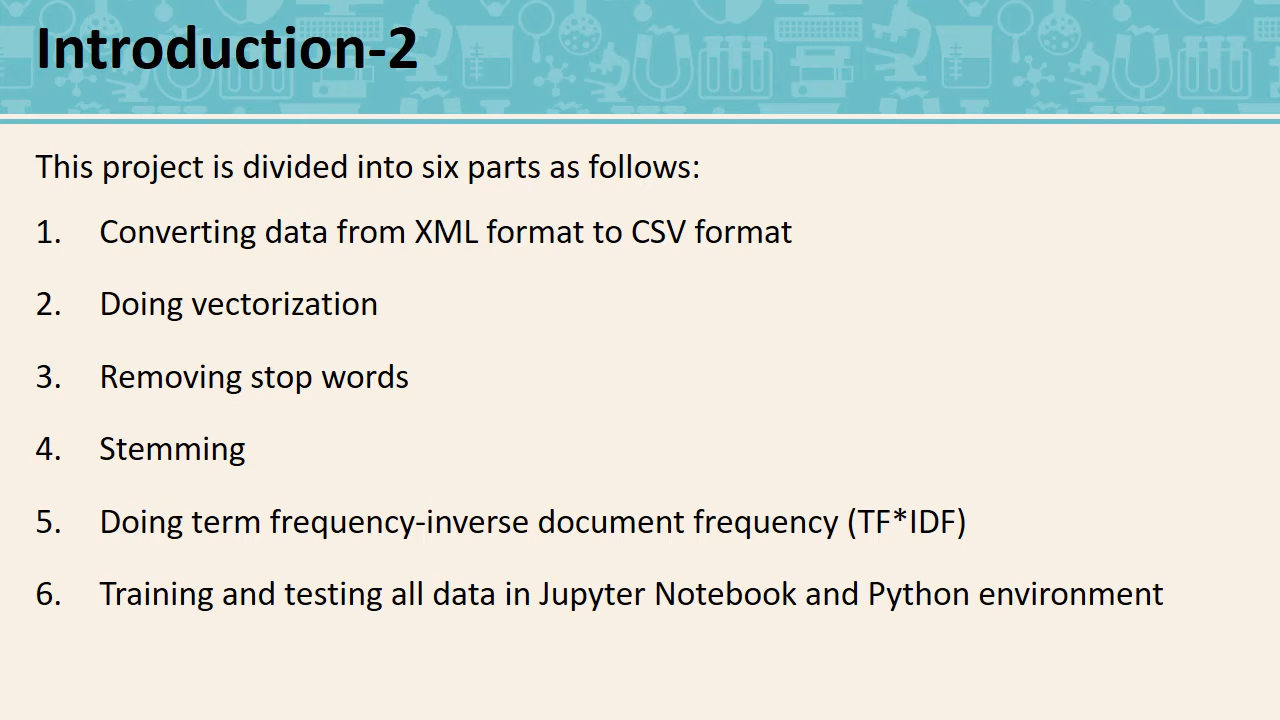 Introduction-2
This project is divided into six parts as follows:
1. Converting data from XML format to CSV format
2. Doing vectorization
3. Removing stop words
4. Stemming
5. Doing term frequency-inverse document frequency (TF*IDF)
6. Training and testing all data in Jupyter Notebook and Python environment